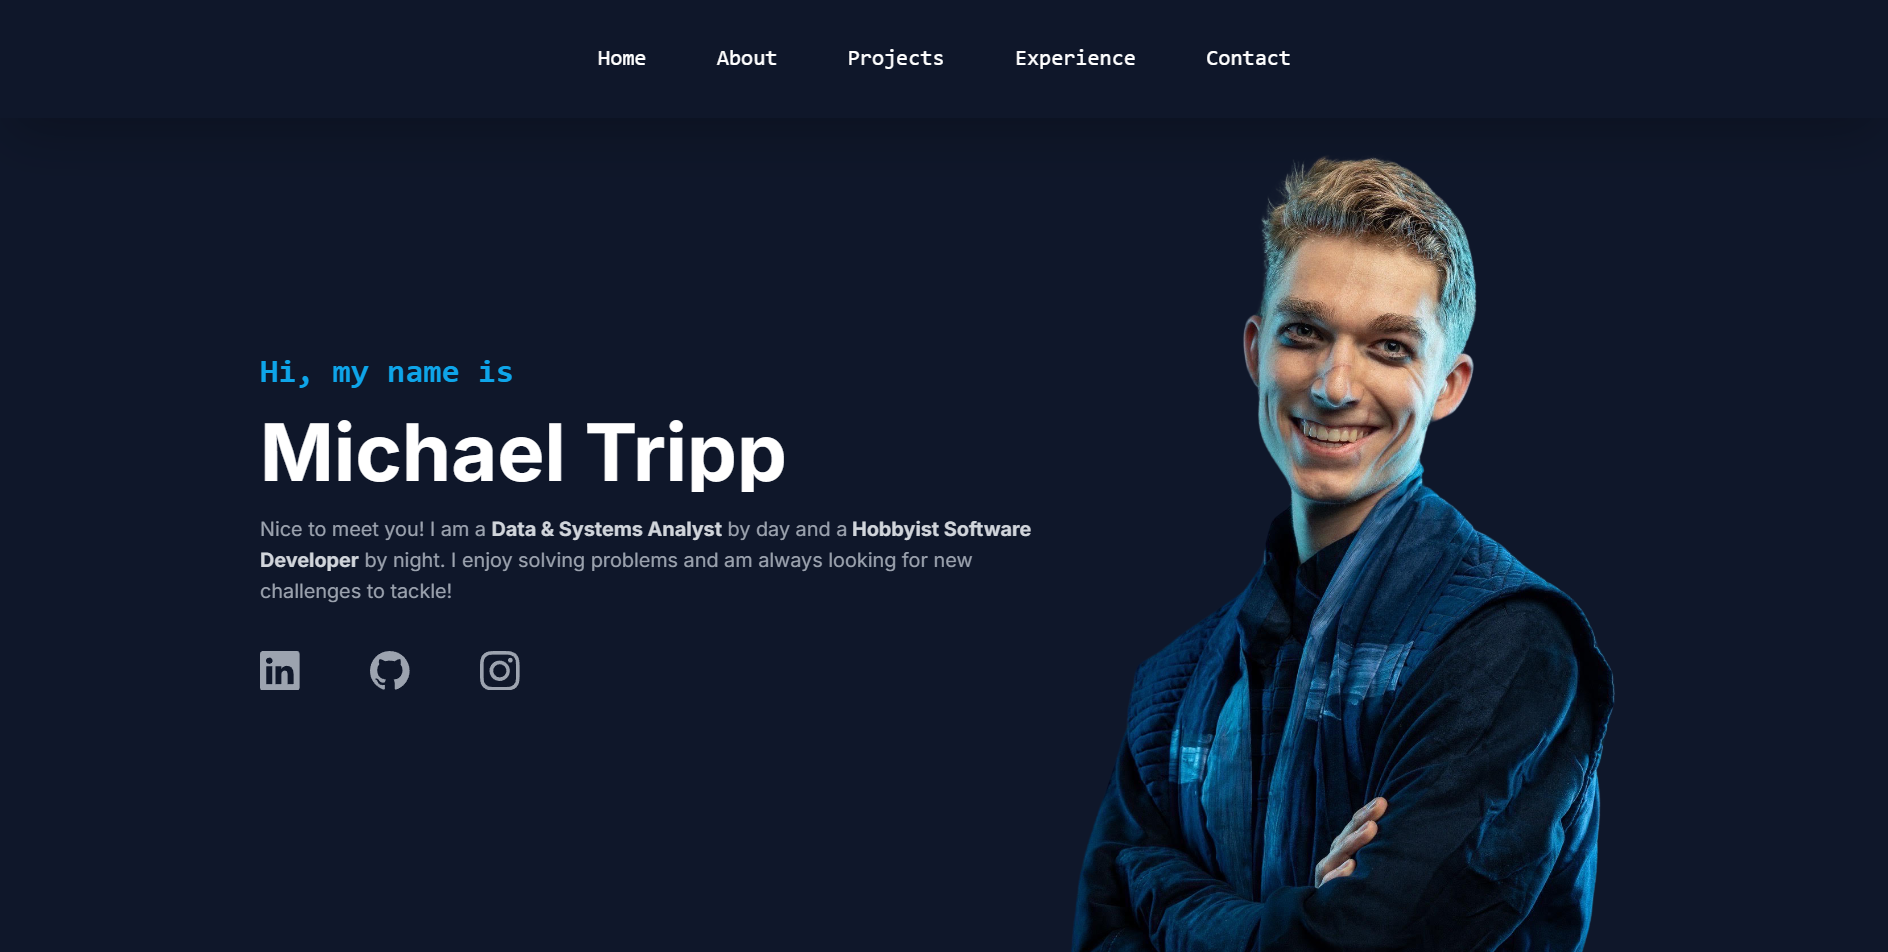 Home About Projects Experience Contact
Hi, my name is
Michael Tripp
Nice to meet you! I am a Data & Systems Analyst by day and a Hobbyist Software
Developer by night. I enjoy solving problems and am always looking for new
challenges to tackle!
in